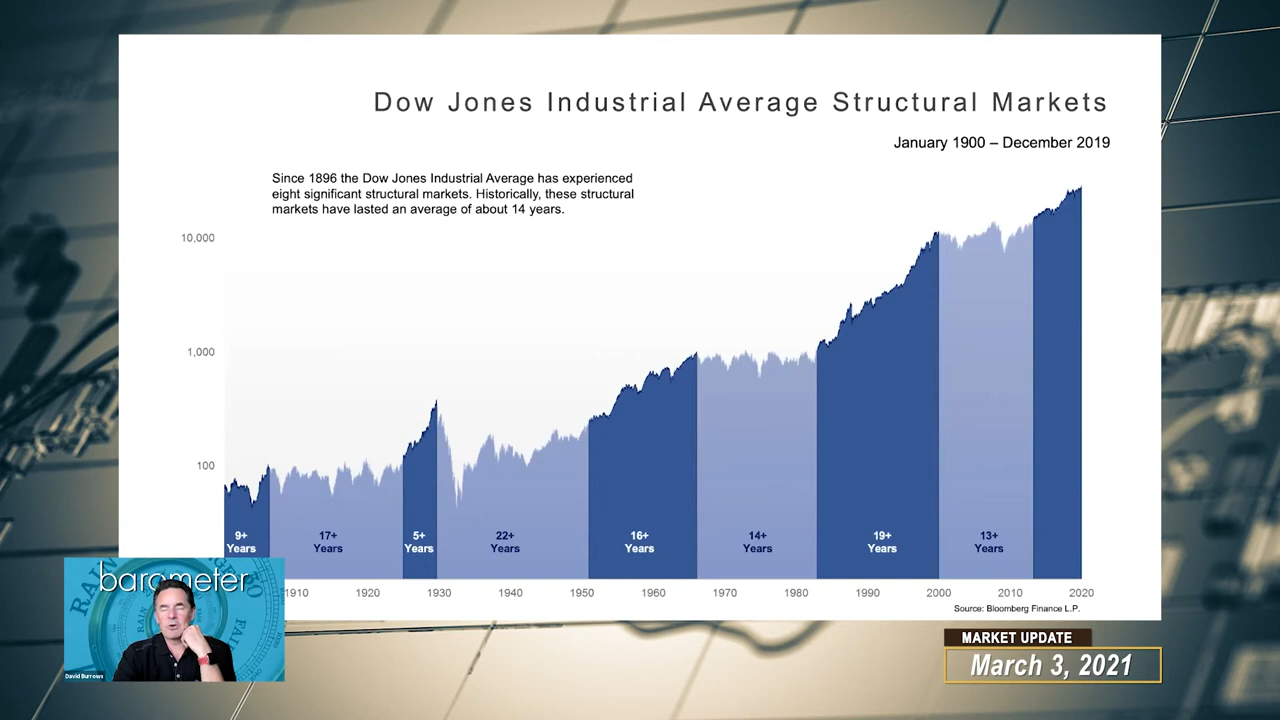 Dow Jones Industrial Average Structural Markets
January 1900 – December 2019
Since 1896 the Dow Jones Industrial Average has experienced
eight significant structural markets. Historically, these structural
markets have lasted an average of about 14 years.
10,000
1,000
100
9+
Years
17+
Years
5+
Years
22+
Years
16+
Years
14+
Years
19+
Years
13+
Years
1910 1920 1930 1940 1950 1960 1970 1980 1990 2000 2010 2020
Source: Bloomberg Finance L.P.
barometer
RAIN
FAIR
David Burrows
MARKET UPDATE
March 3, 2021